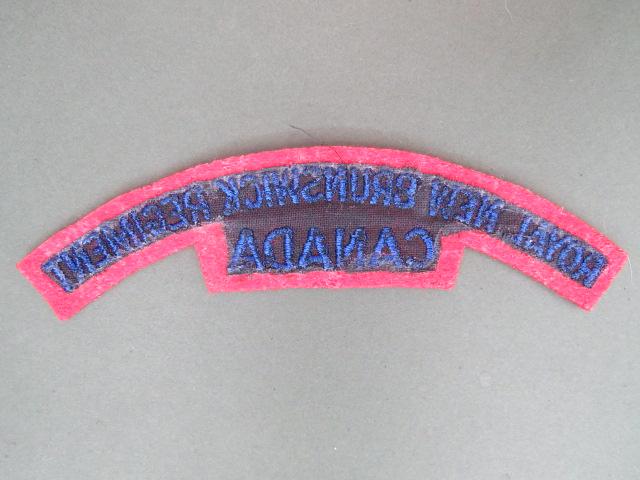 ROYAL NEW BRUNSWICK REGIMENT
CANADA